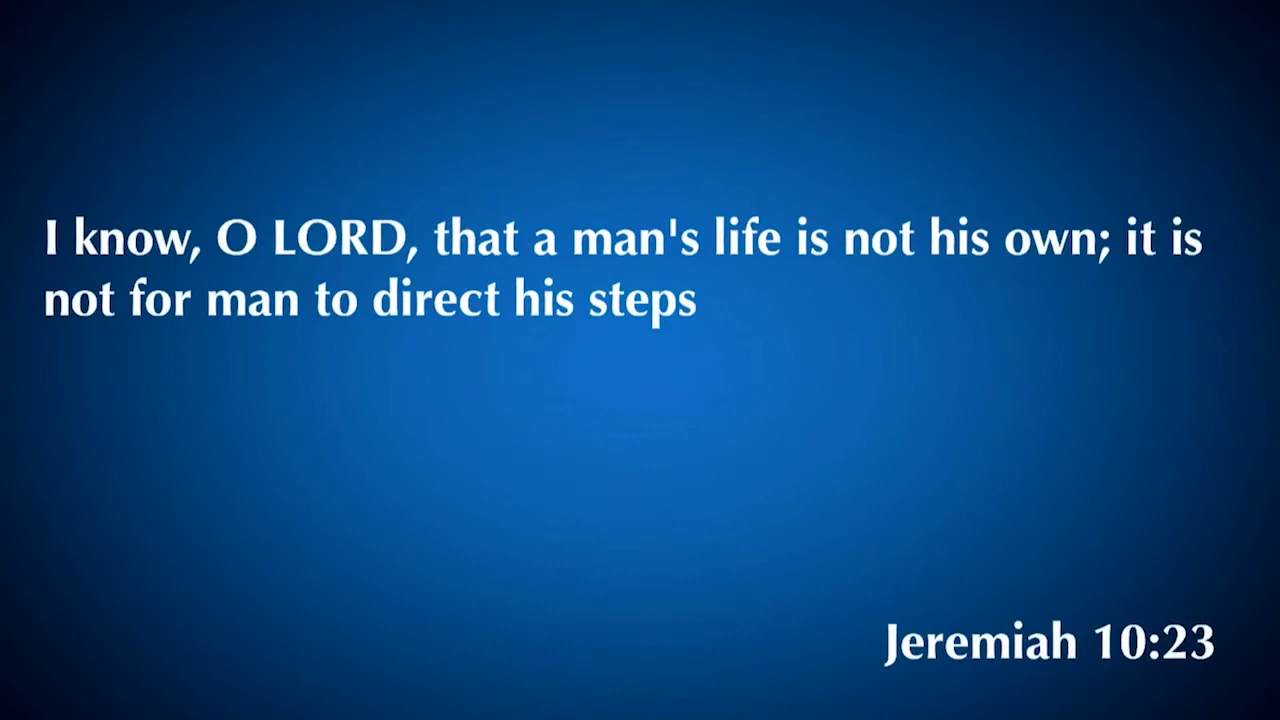 I know, O LORD, that a man's life is not his own; it is
not for man to direct his steps
Jeremiah 10:23